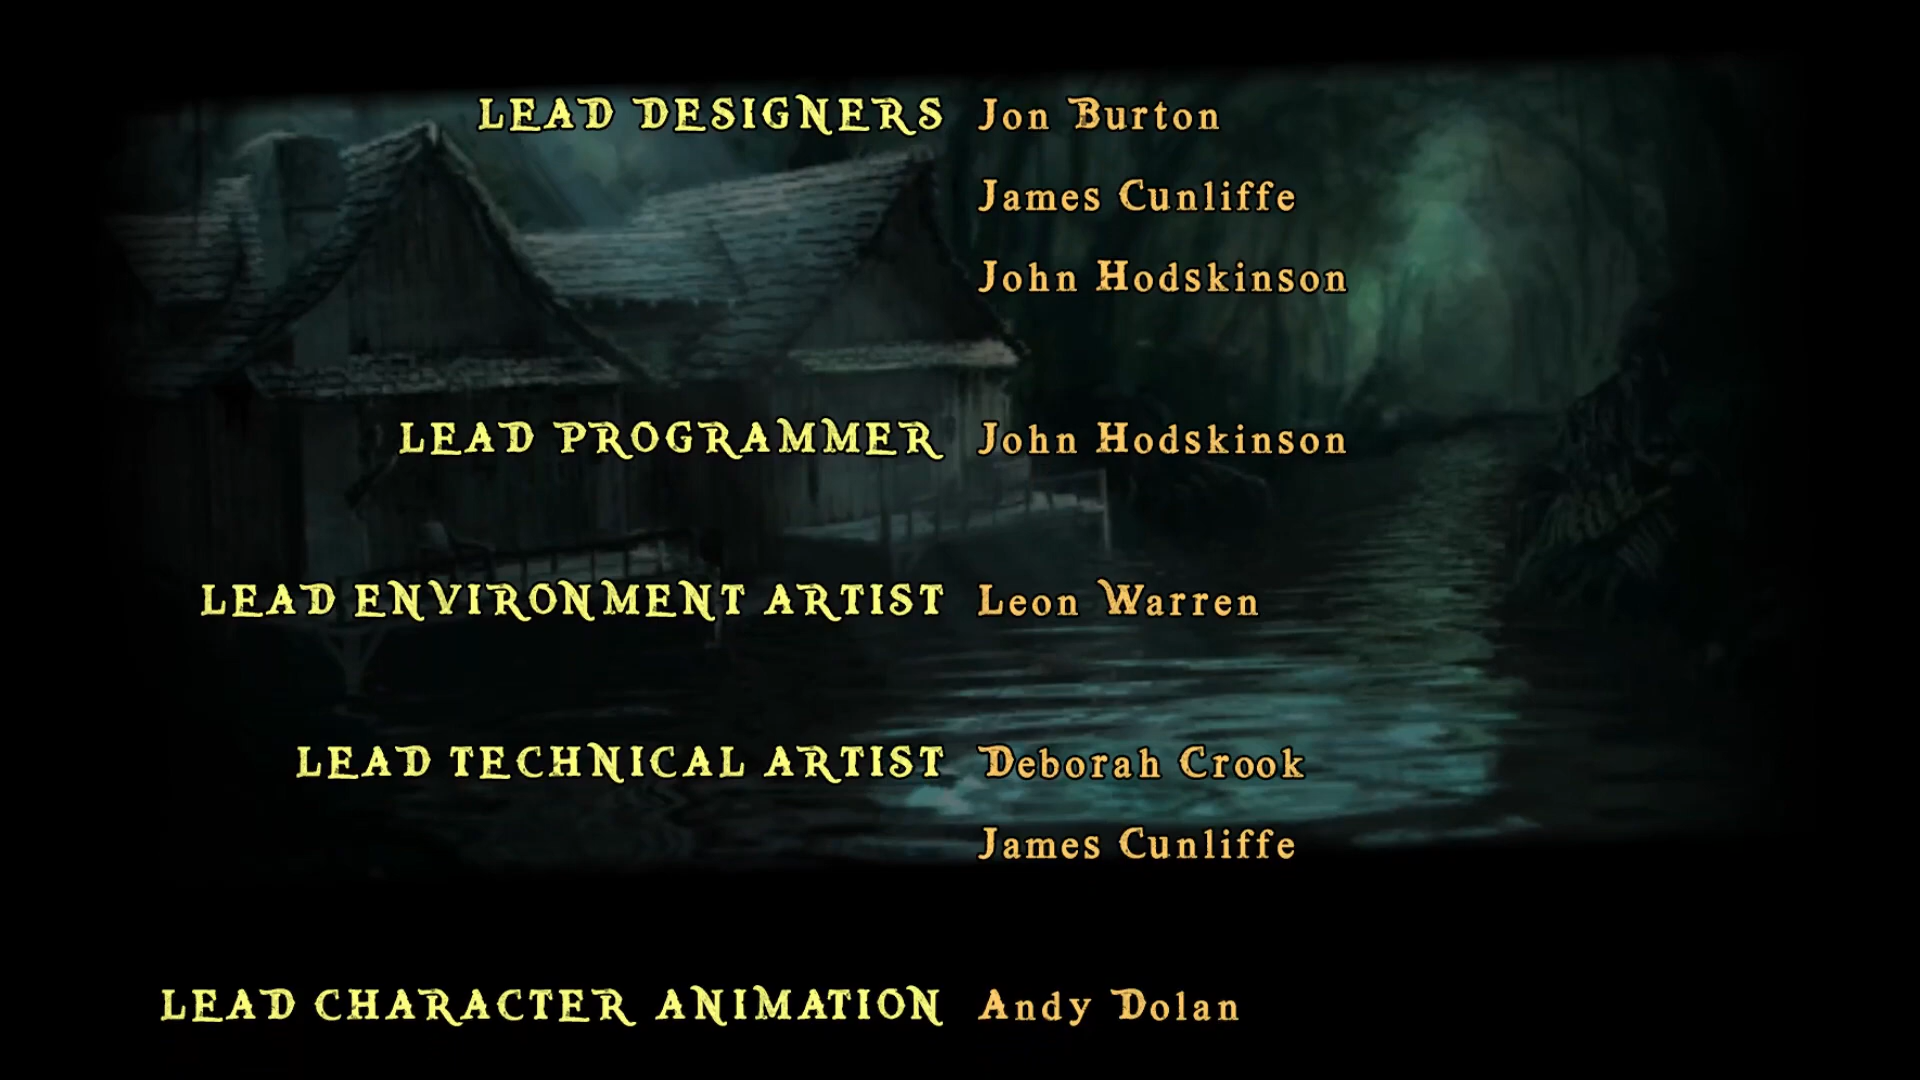 LEAD DESIGNERS Jon Burton
James Cunliffe
John Hodskinson
LEAD PROGRAMMER John Hodskinson
LEAD ENVIRONMENT ARTIST Leon Warren
LEAD TECHNICAL ARTIST Deborah Crook
James Cunliffe
LEAD CHARACTER ANIMATION Andy Dolan